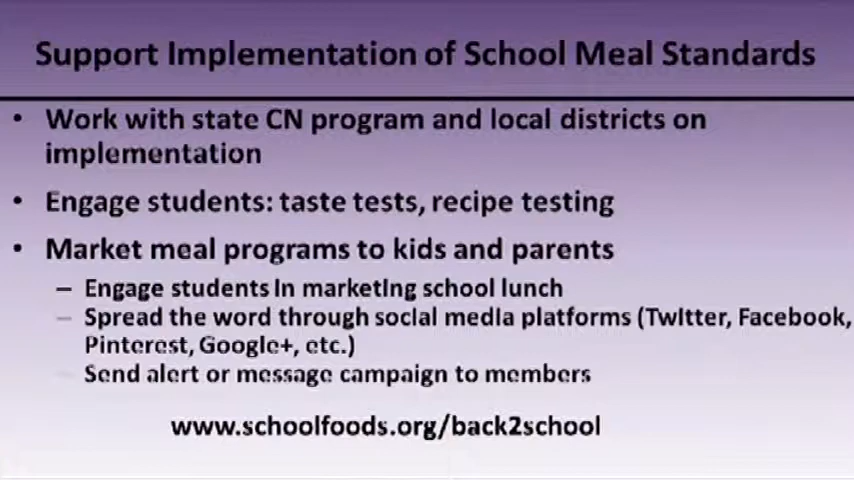 Support Implementation of School Meal Standards
• Work with state CN program and local districts on
implementation
• Engage students: taste tests, recipe testing
• Market meal programs to kids and parents
– Engage students in marketing school lunch
– Spread the word through social media platforms (Twitter, Facebook,
Pinterest, Google+, etc.)
– Send alert or message campaign to members
www.schoolfoods.org/back2school